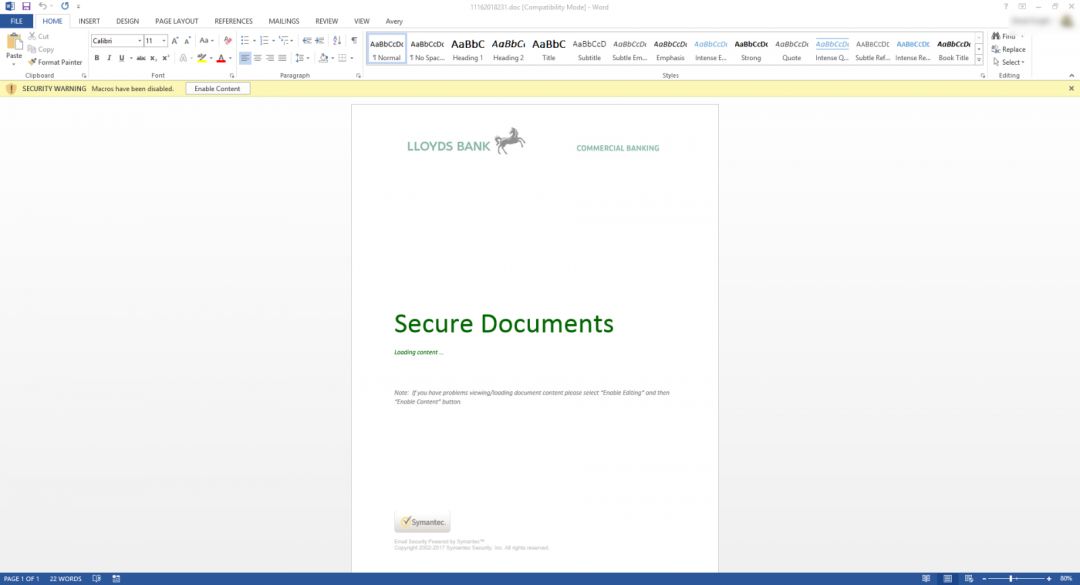 11162018231.doc [Compatibility Mode] - Word
FILE HOME INSERT DESIGN PAGE LAYOUT REFERENCES MAILINGS REVIEW VIEW Avery
Paste
Cut
Copy
Format Painter
Calibri 11
AaBbCcDc AaBbCcDc AaBbC AaBbC AaBbC AaBbCcD AaBbCcDc AaBbCcDc AaBbCcDc AaBbCcDc AaBbCcDc AaBbCcDc AaBbCcDc AaBbCcDc AaBbCcDc
¶ Normal ¶ No Spac... Heading 1 Heading 2 Title Subtitle Subtle Em... Emphasis Intense E... Strong Quote Intense Q... Subtle Ref... Intense Re... Book Title
Find
Replace
Select
Clipboard Font Paragraph Styles Editing
SECURITY WARNING Macros have been disabled. Enable Content
LLOYDS BANK
COMMERCIAL BANKING
Secure Documents
Loading content ...
Note: If you have problems viewing/loading document content please select "Enable Editing" and then
"Enable Content" button.
Symantec.
Email Security Powered by Symantec™
Copyright 2002-2017 Symantec Security, Inc. All rights reserved.
PAGE 1 OF 1 22 WORDS 80%